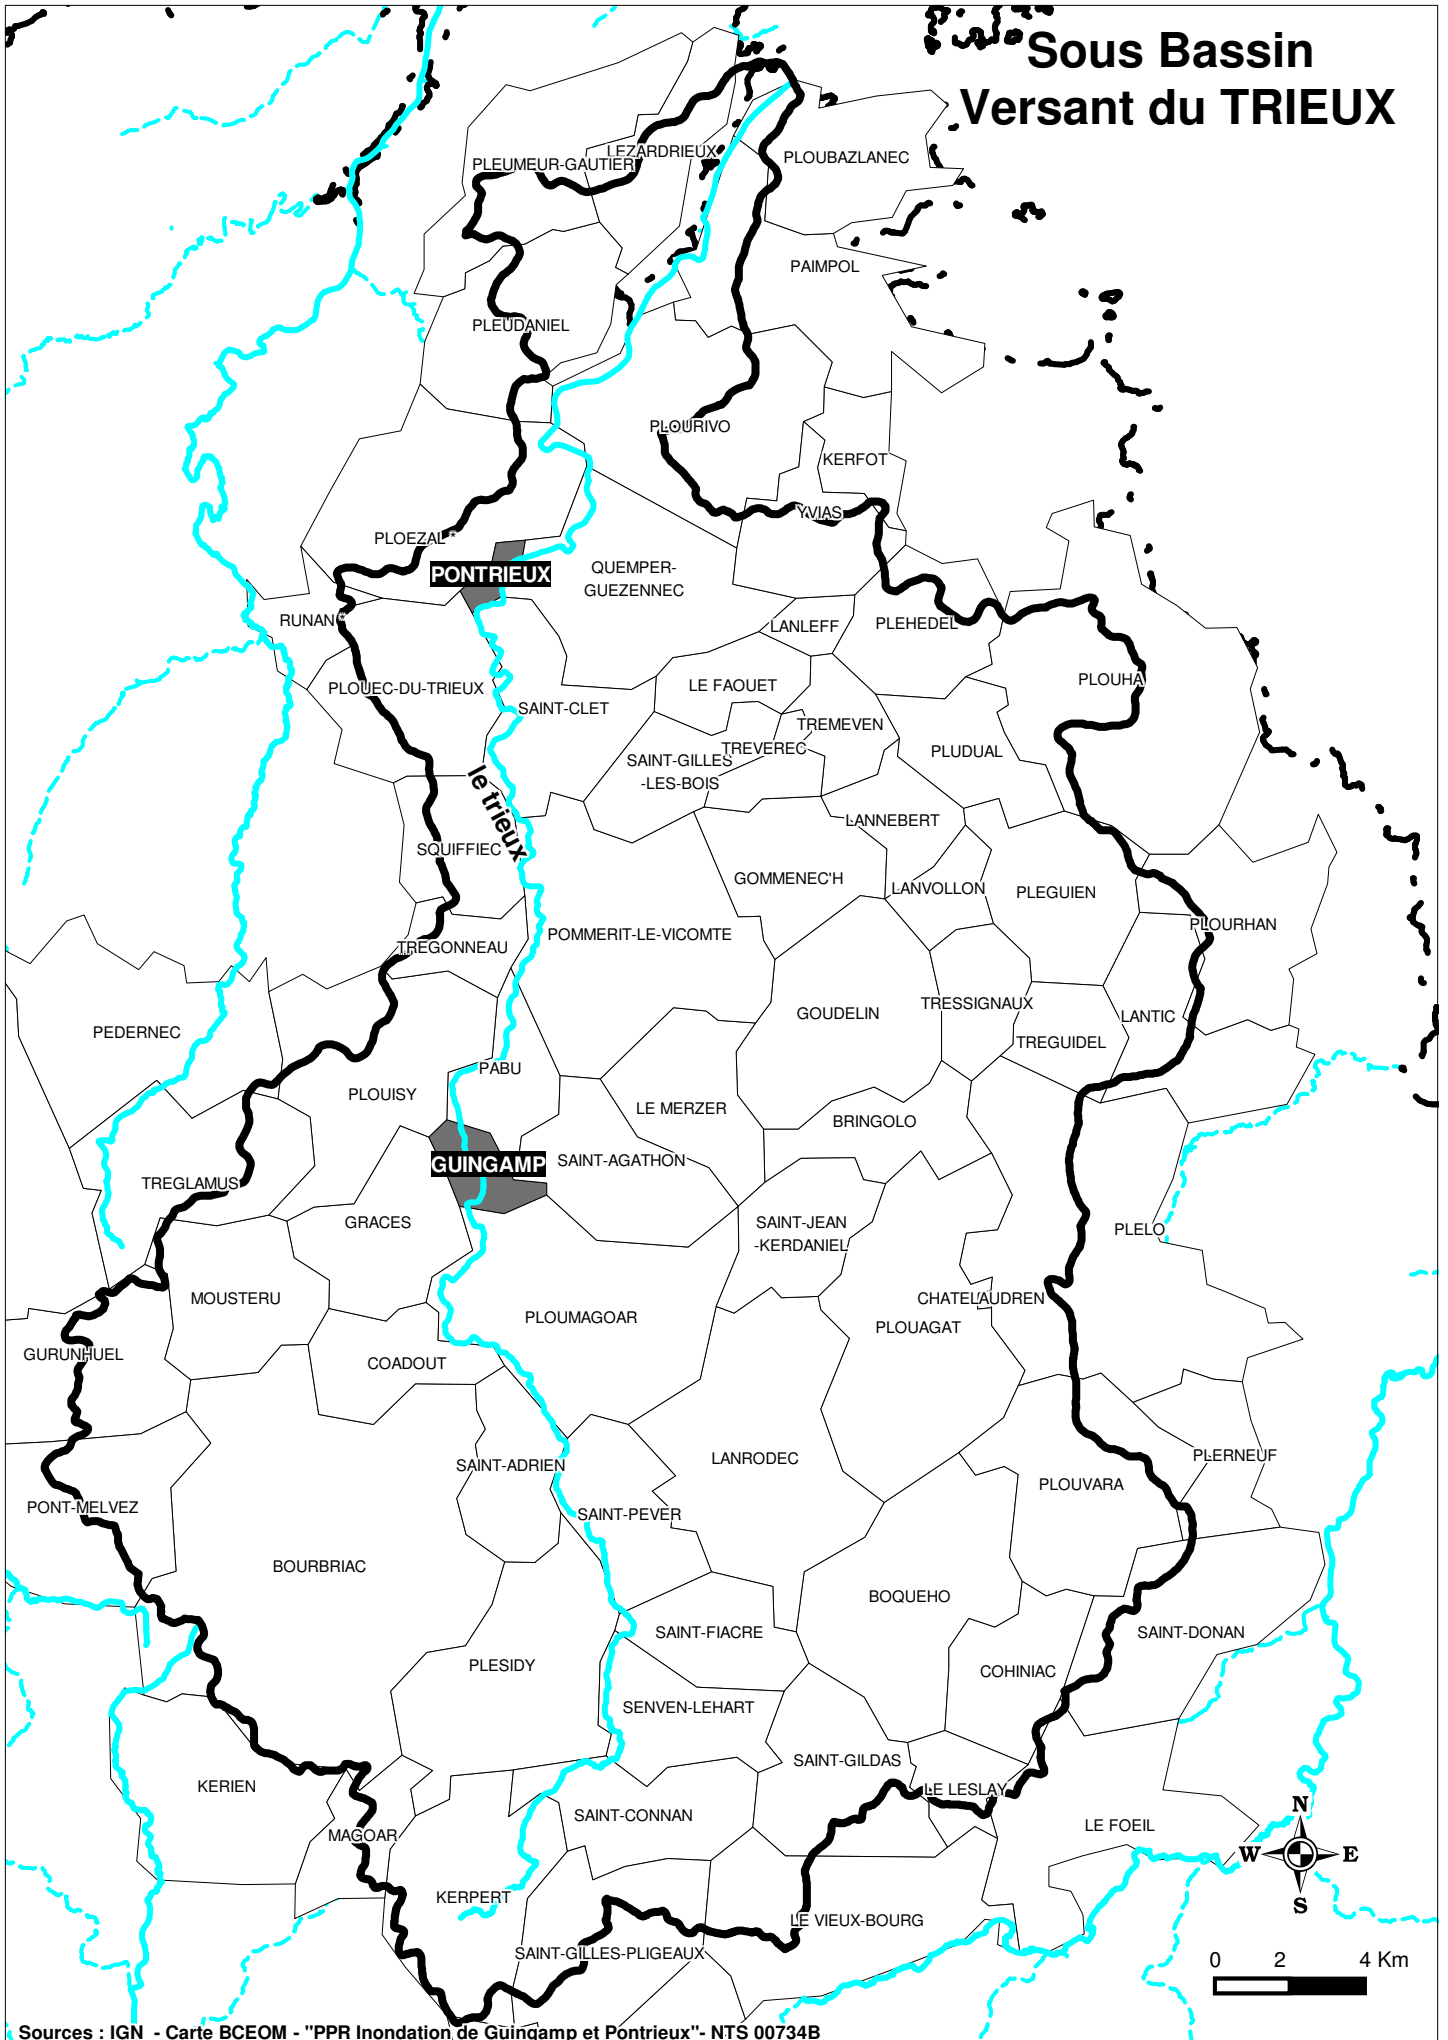 Sous Bassin
Versant du TRIEUX
LEZARDRIEUX
PLEUMEUR-GAUTIER
PLOUBAZLANEC
PAIMPOL
PLEUDANIEL
PLOURIVO
KERFOT
YVIAS
PLOEZAL *
PONTRIEUX
QUEMPER-
GUEZENNEC
RUNAN *
LANLEFF
PLEHEDEL
PLOUEC-DU-TRIEUX
LE FAOUET
PLOUHA
SAINT-CLET
TREMEVEN
TREVEREC
PLUDUAL
SAINT-GILLES
-LES-BOIS
le trieux
LANNEBERT
SQUIFFIEC
GOMMENEC'H
LANVOLLON
PLEGUIEN
PLOURHAN
POMMERIT-LE-VICOMTE
TREGONNEAU
TRESSIGNAUX
GOUDELIN
LANTIC
PEDERNEC
TREGUIDEL
PABU
PLOUISY
LE MERZER
BRINGOLO
GUINGAMP
SAINT-AGATHON
TREGLAMUS
GRACES
SAINT-JEAN
-KERDANIEL
PLELO
MOUSTERU
CHATELAUDREN
PLOUMAGOAR
PLOUAGAT
GURUNHUEL
COADOUT
LANRODEC
PLERNEUF
SAINT-ADRIEN
PLOUVARA
PONT-MELVEZ
SAINT-PEVER
BOURBRIAC
BOQUEHO
SAINT-FIACRE
SAINT-DONAN
PLESIDY
COHINIAC
SENVEN-LEHART
SAINT-GILDAS
KERIEN
LE LESLAY
SAINT-CONNAN
LE FOEIL
MAGOAR
N
W
E
S
KERPERT
LE VIEUX-BOURG
SAINT-GILLES-PLIGEAUX
0 2 4 Km
Sources : IGN - Carte BCEOM - "PPR Inondation de Guingamp et Pontrieux"- NTS 00734B